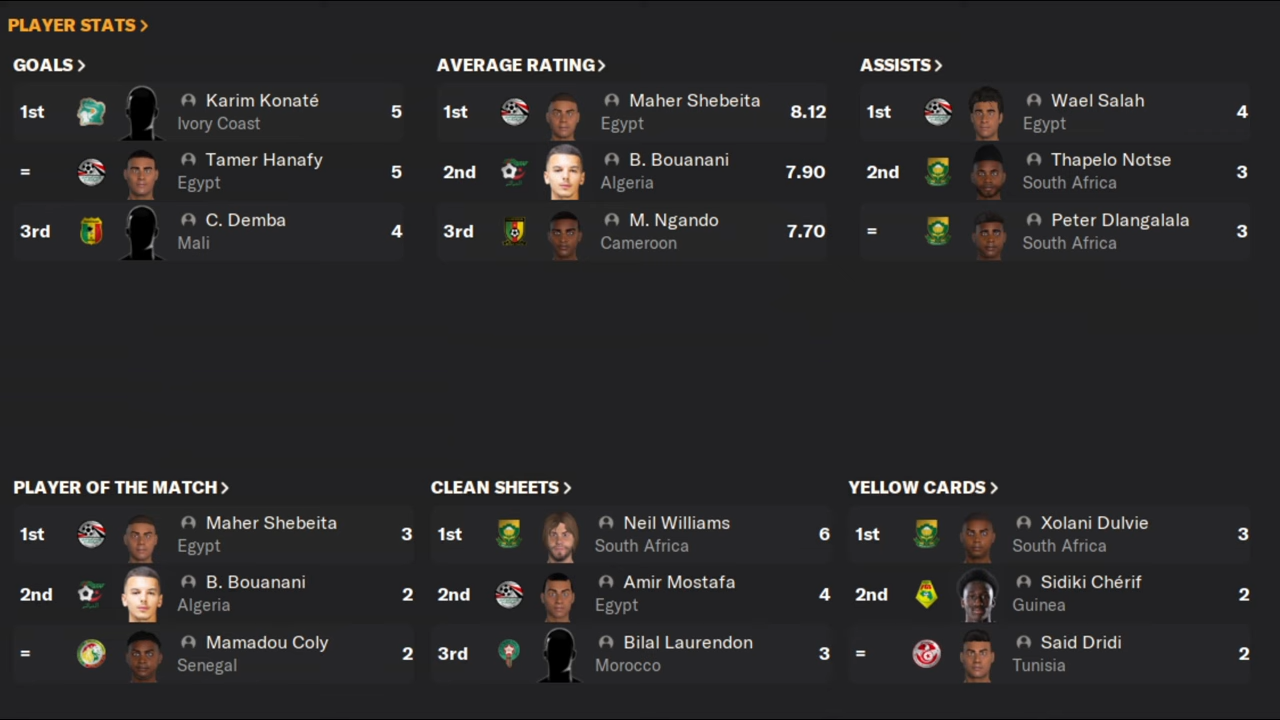 PLAYER STATS >
GOALS >
1st Karim Konaté 5
Ivory Coast
= Tamer Hanafy 5
Egypt
3rd C. Demba 4
Mali
AVERAGE RATING >
1st Maher Shebeita 8.12
Egypt
2nd B. Bouanani 7.90
Algeria
3rd M. Ngando 7.70
Cameroon
ASSISTS >
1st Wael Salah 4
Egypt
2nd Thapelo Notse 3
South Africa
= Peter Dlangalala 3
South Africa
PLAYER OF THE MATCH >
1st Maher Shebeita 3
Egypt
2nd B. Bouanani 2
Algeria
= Mamadou Coly 2
Senegal
CLEAN SHEETS >
1st Neil Williams 6
South Africa
2nd Amir Mostafa 4
Egypt
3rd Bilal Laurendon 3
Morocco
YELLOW CARDS >
1st Xolani Dulvie 3
South Africa
2nd Sidiki Chérif 2
Guinea
= Said Dridi 2
Tunisia